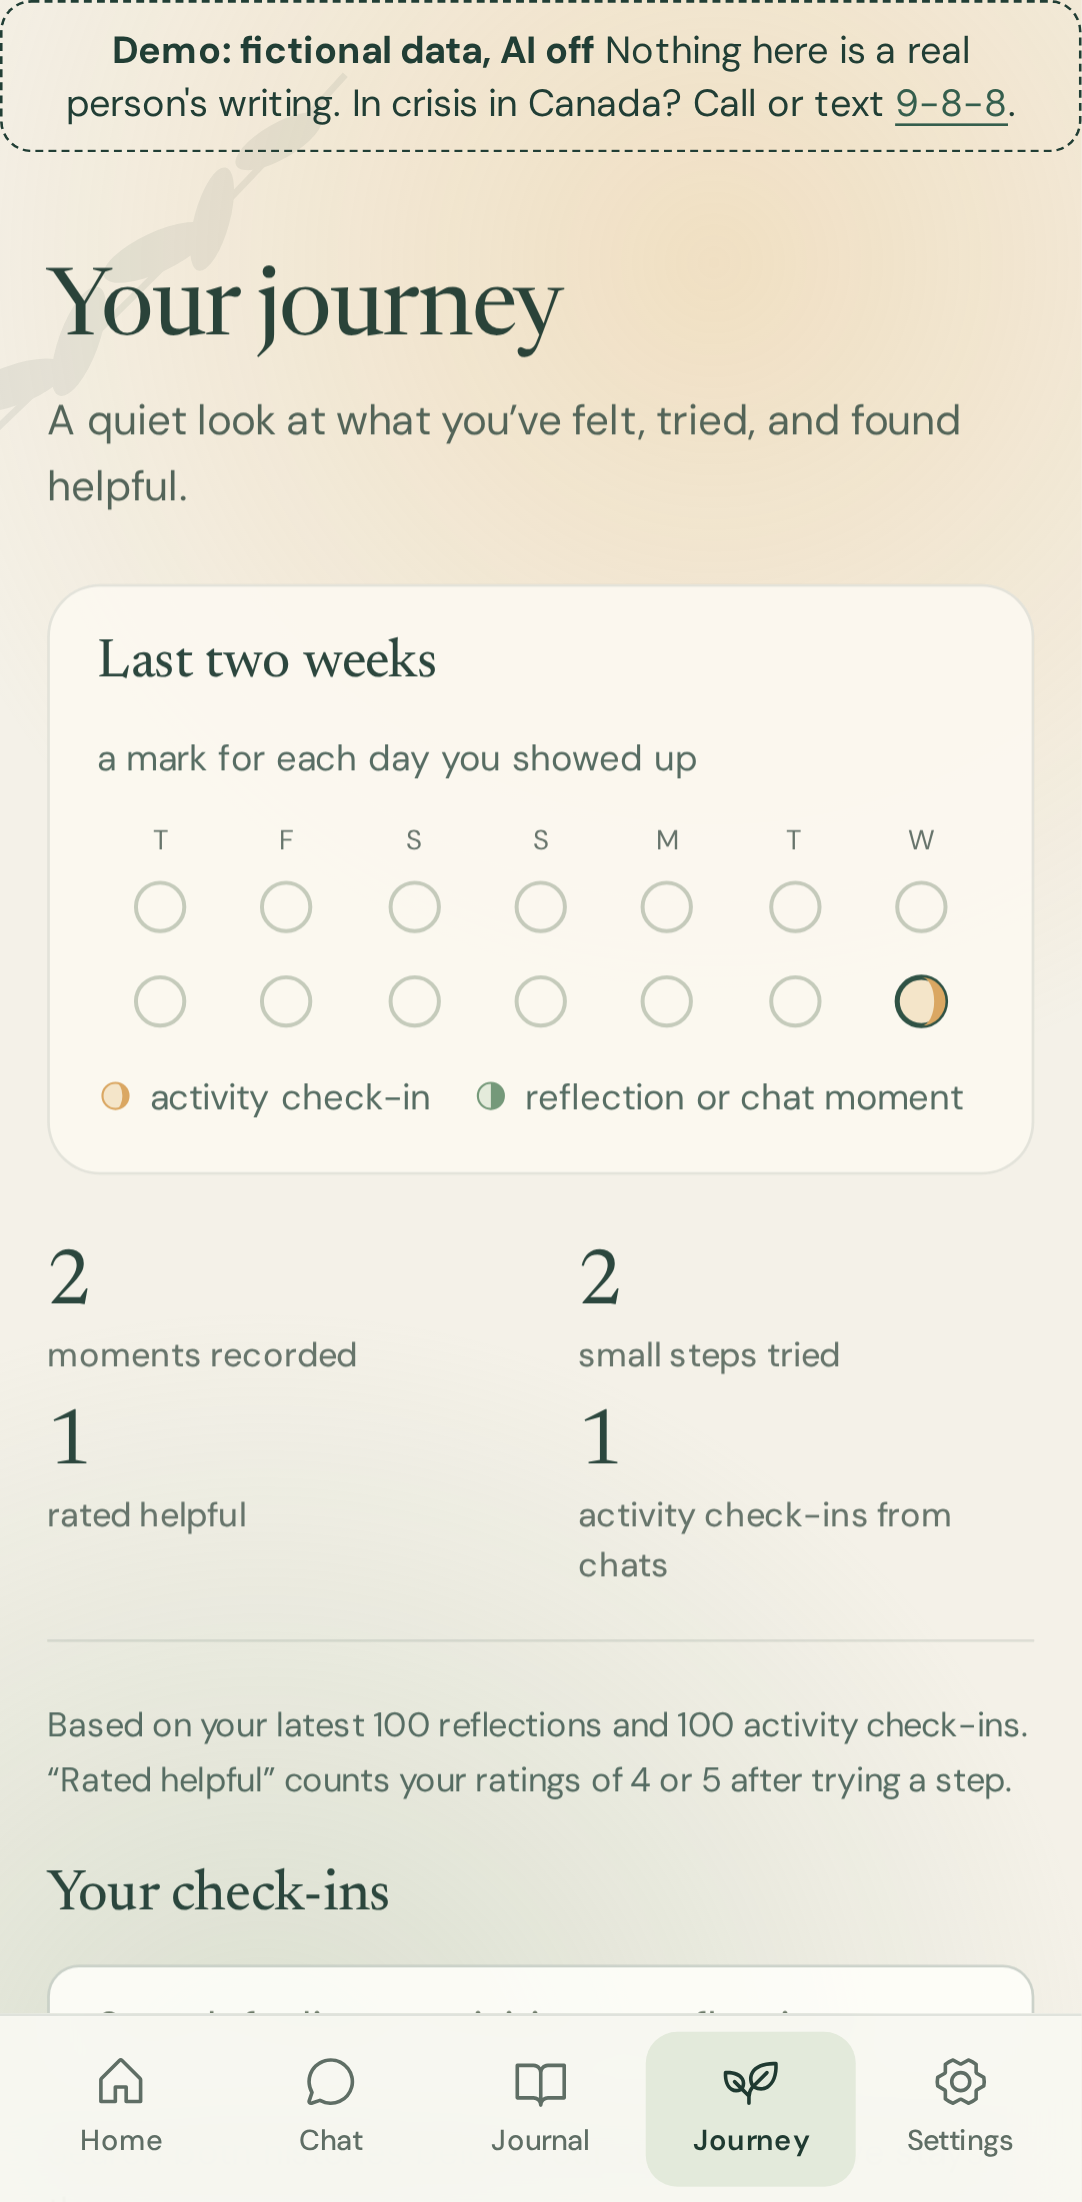 Demo: fictional data, AI off Nothing here is a real
person's writing. In crisis in Canada? Call or text 9-8-8.
Your journey
A quiet look at what you’ve felt, tried, and found
helpful.
Last two weeks
a mark for each day you showed up
T F S S M T W
activity check-in reflection or chat moment
2 2
moments recorded small steps tried
1 1
rated helpful activity check-ins from
chats
Based on your latest 100 reflections and 100 activity check-ins.
“Rated helpful” counts your ratings of 4 or 5 after trying a step.
Your check-ins
Home Chat Journal Journey Settings